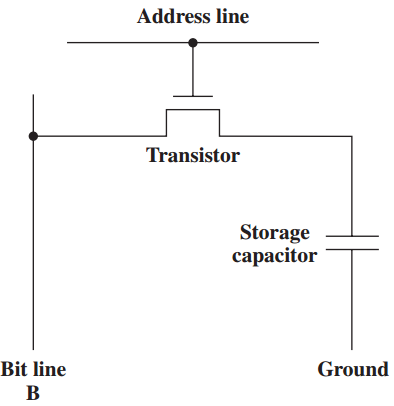 Address line
Transistor
Storage
capacitor
Bit line
B
Ground